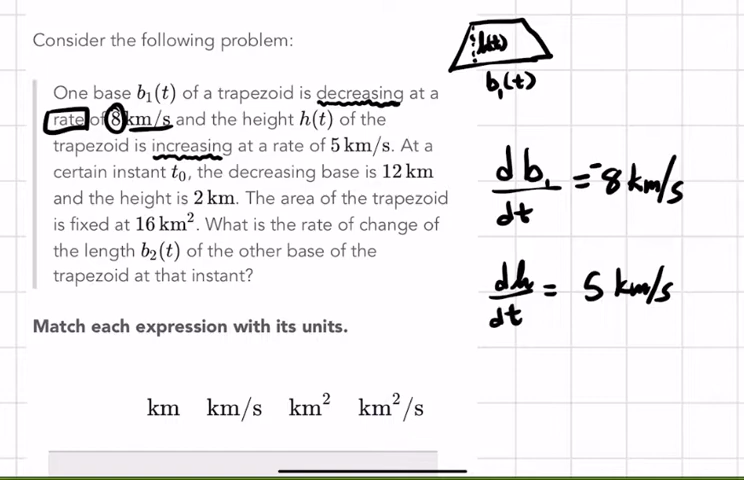 Consider the following problem:
One base b₁(t) of a trapezoid is decreasing at a
rate of 8 km/s and the height h(t) of the
trapezoid is increasing at a rate of 5 km/s. At a
certain instant t₀, the decreasing base is 12 km
and the height is 2 km. The area of the trapezoid
is fixed at 16 km². What is the rate of change of
the length b₂(t) of the other base of the
trapezoid at that instant?
Match each expression with its units.
km km/s km² km²/s
h(t)
b₁(t)
db₁/dt = -8 km/s
dh/dt = 5 km/s